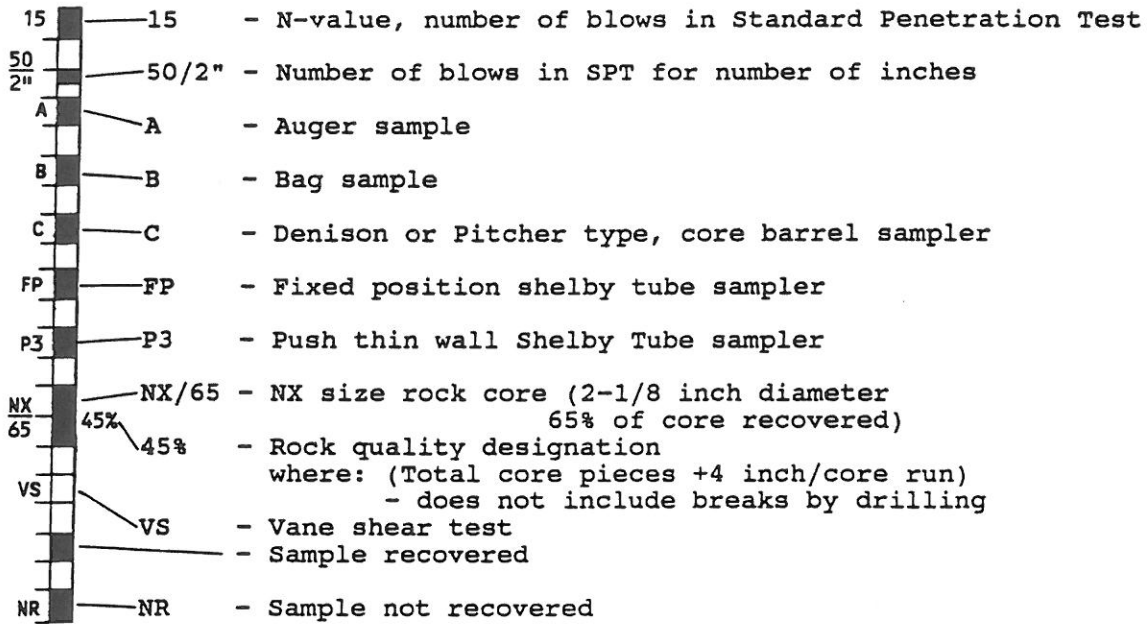 15 15 - N-value, number of blows in Standard Penetration Test
50/2" 50/2" - Number of blows in SPT for number of inches
A A - Auger sample
B B - Bag sample
C C - Denison or Pitcher type, core barrel sampler
FP FP - Fixed position shelby tube sampler
P3 P3 - Push thin wall Shelby Tube sampler
NX/65 NX/65 - NX size rock core (2-1/8 inch diameter
65% of core recovered)
45% 45% - Rock quality designation
where: (Total core pieces +4 inch/core run)
- does not include breaks by drilling
VS VS - Vane shear test
- Sample recovered
NR NR - Sample not recovered